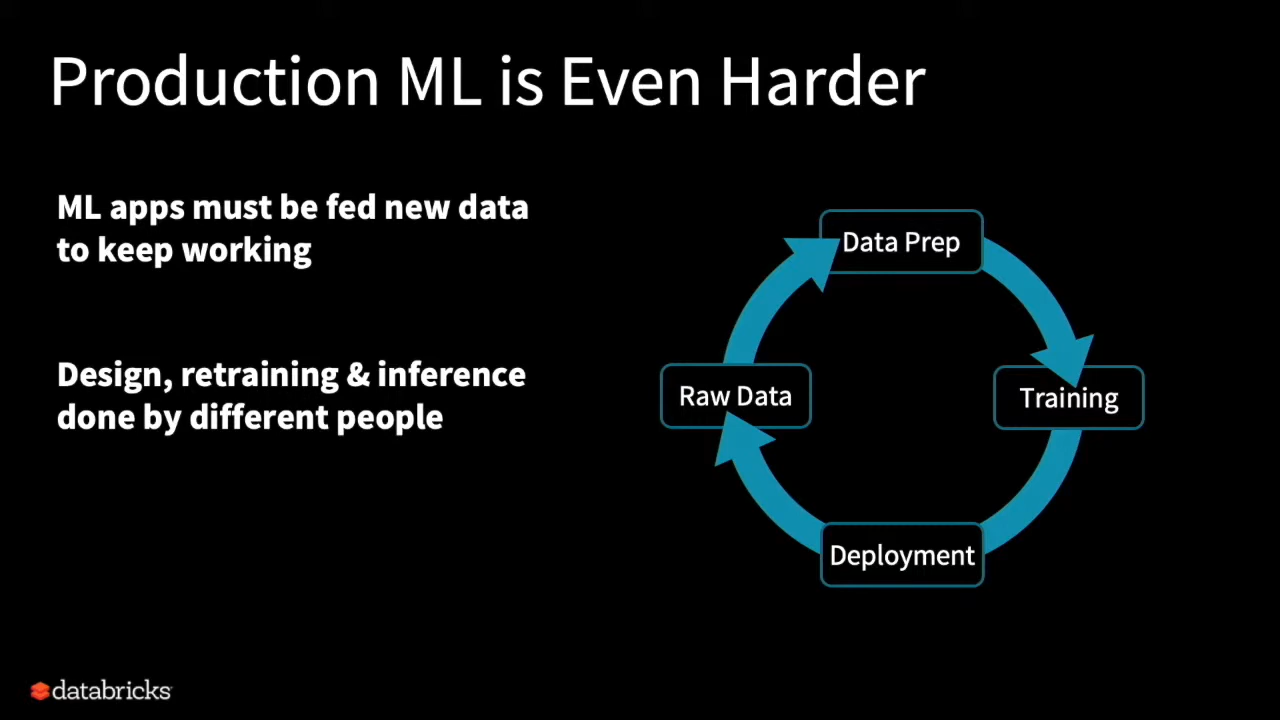 Production ML is Even Harder
ML apps must be fed new data
to keep working
Design, retraining & inference
done by different people
Data Prep
Raw Data
Training
Deployment
databricks